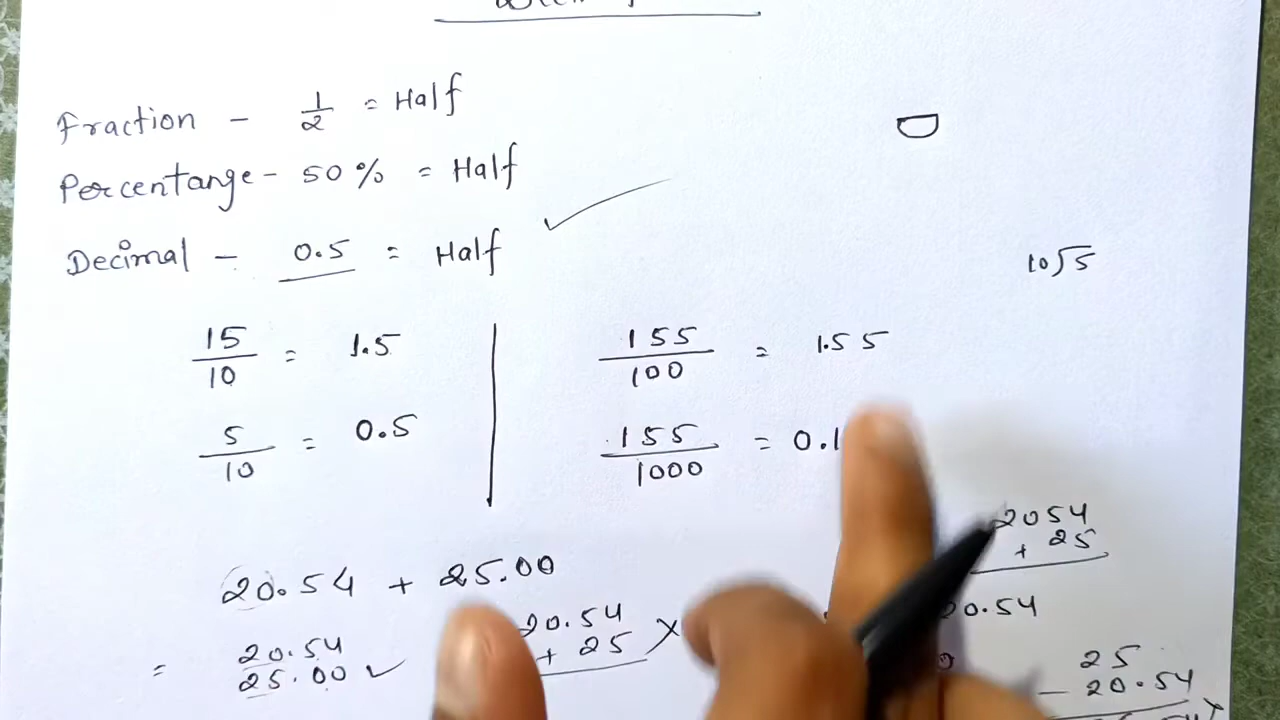 Fraction - 1/2 = Half
Percentange - 50% = Half
Decimal - 0.5 = Half
10√5
15/10 = 1.5
155/100 = 1.55
5/10 = 0.5
155/1000 = 0.1
2054
+ 25
20.54 + 25.00
20.54
+ 25 ×
20.54
= 20.54
25.00 ✓
25
- 20.54